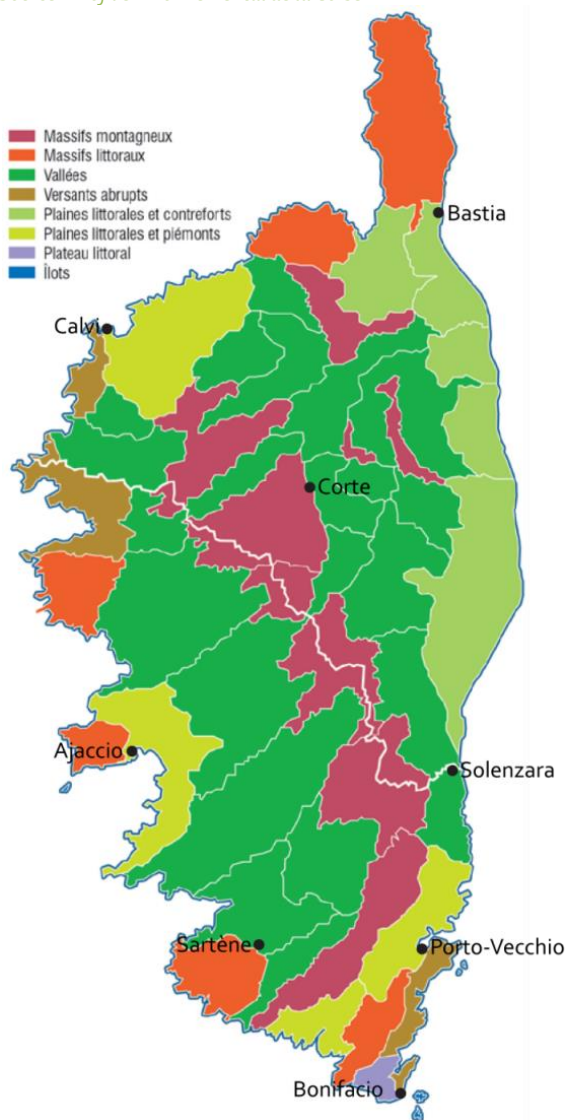 Massifs montagneux
Massifs littoraux
Vallées
Versants abrupts
Plaines littorales et contreforts
Plaines littorales et piémonts
Plateau littoral
Îlots
Bastia
Calvi
Corte
Ajaccio
Solenzara
Sartène
Porto-Vecchio
Bonifacio